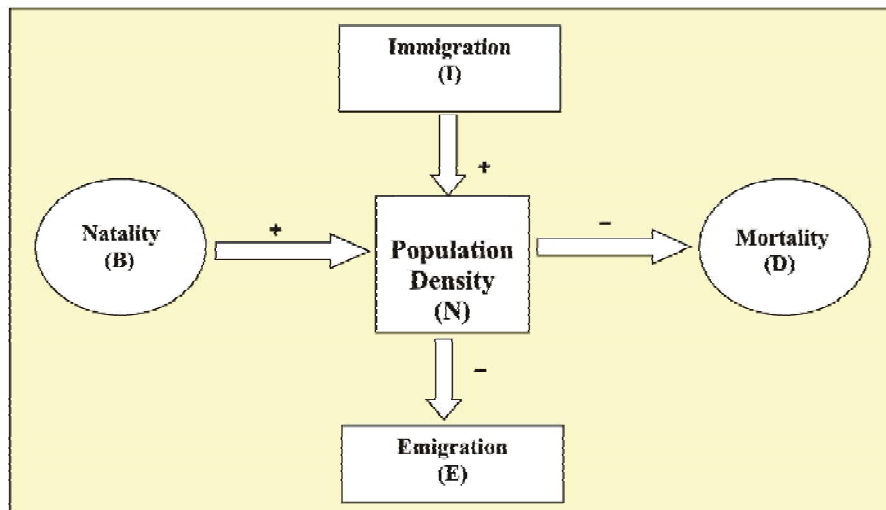 Immigration
(I)
+
Natality
(B)
+
Population
Density
(N)
–
Mortality
(D)
–
Emigration
(E)